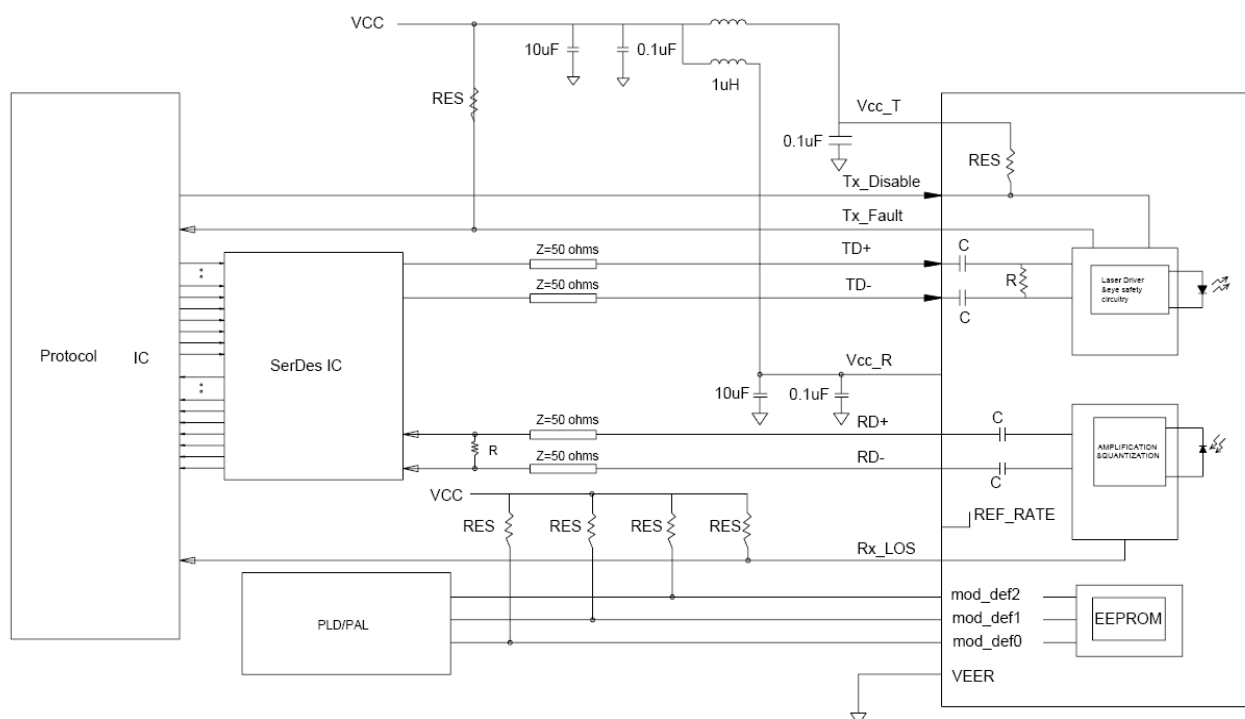 VCC
10uF
0.1uF
1uH
RES
Vcc_T
0.1uF
RES
Tx_Disable
Tx_Fault
Z=50 ohms
TD+
C
Z=50 ohms
TD-
R
C
Laser Driver
&eye safety
circuitry
Protocol IC
SerDes IC
Vcc_R
10uF
0.1uF
Z=50 ohms
RD+
C
R
Z=50 ohms
RD-
C
AMPLIFICATION
&QUANTIZATION
VCC
RES
RES
RES
RES
REF_RATE
Rx_LOS
PLD/PAL
mod_def2
mod_def1
mod_def0
EEPROM
VEER